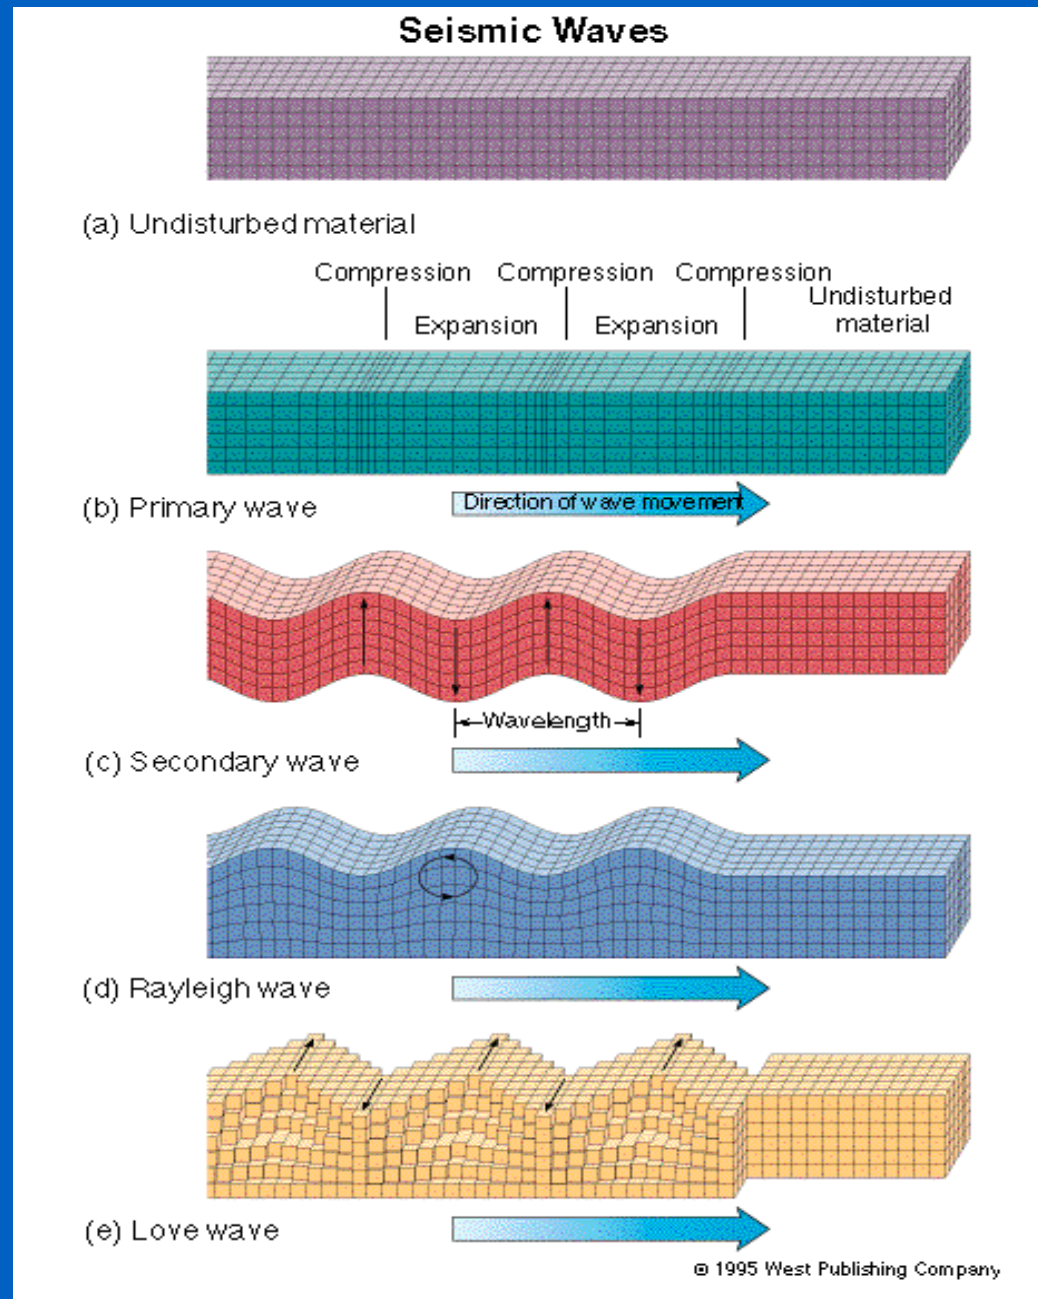 Seismic Waves
(a) Undisturbed material
Compression Compression Compression
Undisturbed
material
Expansion Expansion
(b) Primary wave
Direction of wave movement
Wavelength
(c) Secondary wave
(d) Rayleigh wave
(e) Love wave
© 1995 West Publishing Company